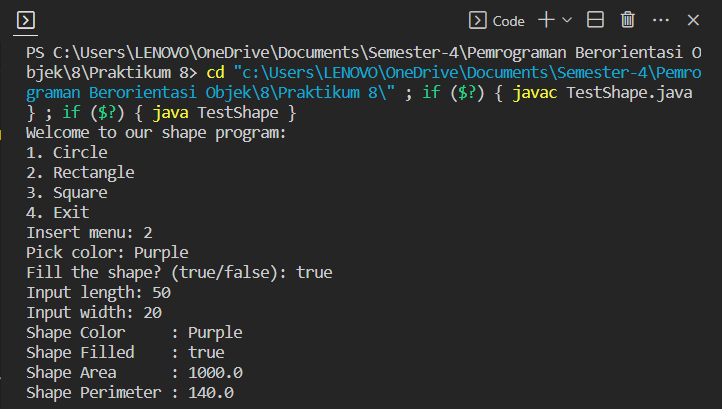 Code
PS C:\Users\LENOVO\OneDrive\Documents\Semester-4\Pemrograman Berorientasi O
bjek\8\Praktikum 8> cd "c:\Users\LENOVO\OneDrive\Documents\Semester-4\Pemro
graman Berorientasi Objek\8\Praktikum 8\" ; if ($?) { javac TestShape.java
} ; if ($?) { java TestShape }
Welcome to our shape program:
1. Circle
2. Rectangle
3. Square
4. Exit
Insert menu: 2
Pick color: Purple
Fill the shape? (true/false): true
Input length: 50
Input width: 20
Shape Color     : Purple
Shape Filled    : true
Shape Area      : 1000.0
Shape Perimeter : 140.0